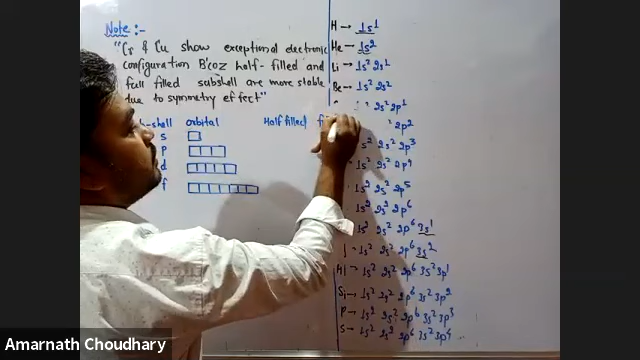 Note :-
"Cr & Cu show exceptional electronic
configuration B'coz half-filled and
full filled subshell are more stable
due to symmetry effect"
b-shell orbital Half filled f
s
p
d
f
H → 1s¹
He → 1s²
Li → 1s² 2s¹
Be → 1s² 2s²
2s² 2p¹
² 2p²
s² 2s² 2p³
1s² 2s² 2p⁴
1s² 2s² 2p⁵
1s² 2s² 2p⁶
s² 2s² 2p⁶ 3s¹
1s² 2s² 2p⁶ 3s²
Al → 1s² 2s² 2p⁶ 3s² 3p¹
Si → 1s² 2s² 2p⁶ 3s² 3p²
P → 1s² 2s² 2p⁶ 3s² 3p³
S → 1s² 2s² 2p⁶ 3s² 3p⁴
Amarnath Choudhary